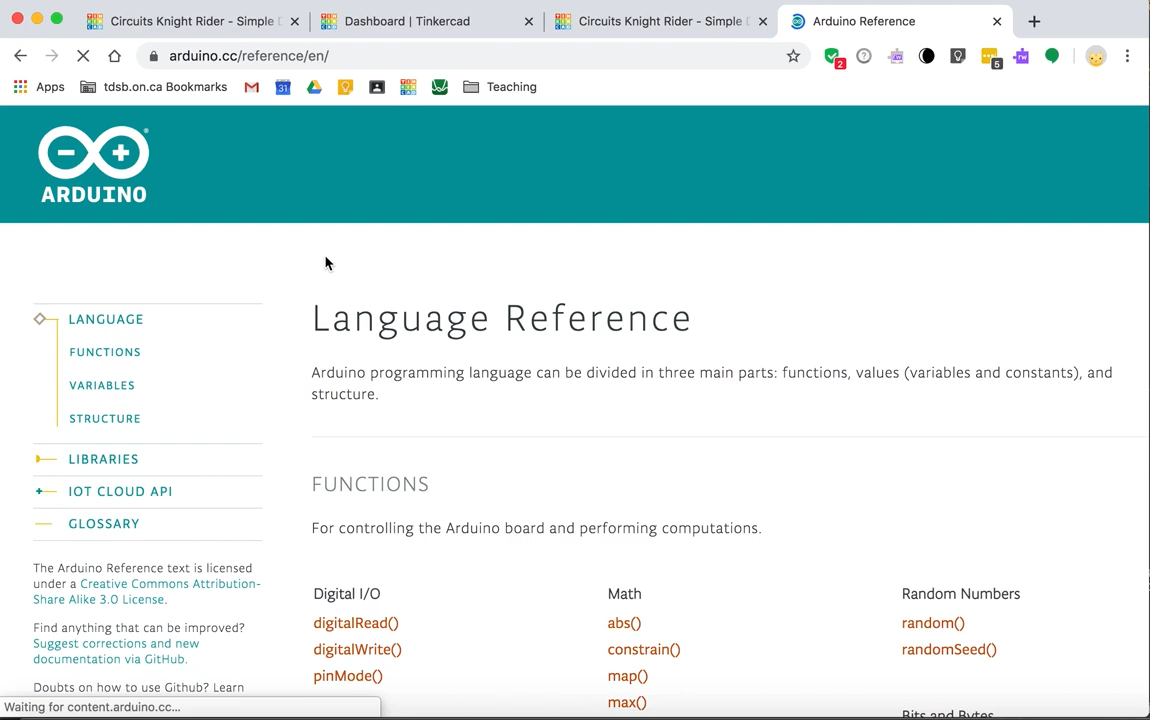 Circuits Knight Rider - Simple
Dashboard | Tinkercad
Circuits Knight Rider - Simple
Arduino Reference
arduino.cc/reference/en/
2
5
Apps
tdsb.on.ca Bookmarks
31
Teaching
ARDUINO
LANGUAGE
FUNCTIONS
VARIABLES
STRUCTURE
LIBRARIES
IOT CLOUD API
GLOSSARY
The Arduino Reference text is licensed
under a Creative Commons Attribution-
Share Alike 3.0 License.
Find anything that can be improved?
Suggest corrections and new
documentation via GitHub.
Doubts on how to use Github? Learn
Waiting for content.arduino.cc...
Language Reference
Arduino programming language can be divided in three main parts: functions, values (variables and constants), and
structure.
FUNCTIONS
For controlling the Arduino board and performing computations.
Digital I/O
digitalRead()
digitalWrite()
pinMode()
Math
abs()
constrain()
map()
max()
Random Numbers
random()
randomSeed()
Bits and Bytes